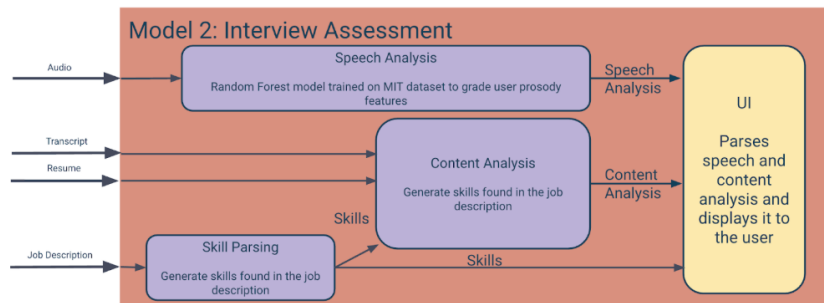 Model 2: Interview Assessment
Speech Analysis
Random Forest model trained on MIT dataset to grade user prosody
features
Audio
Speech
Analysis
UI
Parses
speech and
content
analysis and
displays it to
the user
Transcript
Resume
Content Analysis
Generate skills found in the job
description
Content
Analysis
Skills
Job Description
Skill Parsing
Generate skills found in the job
description
Skills